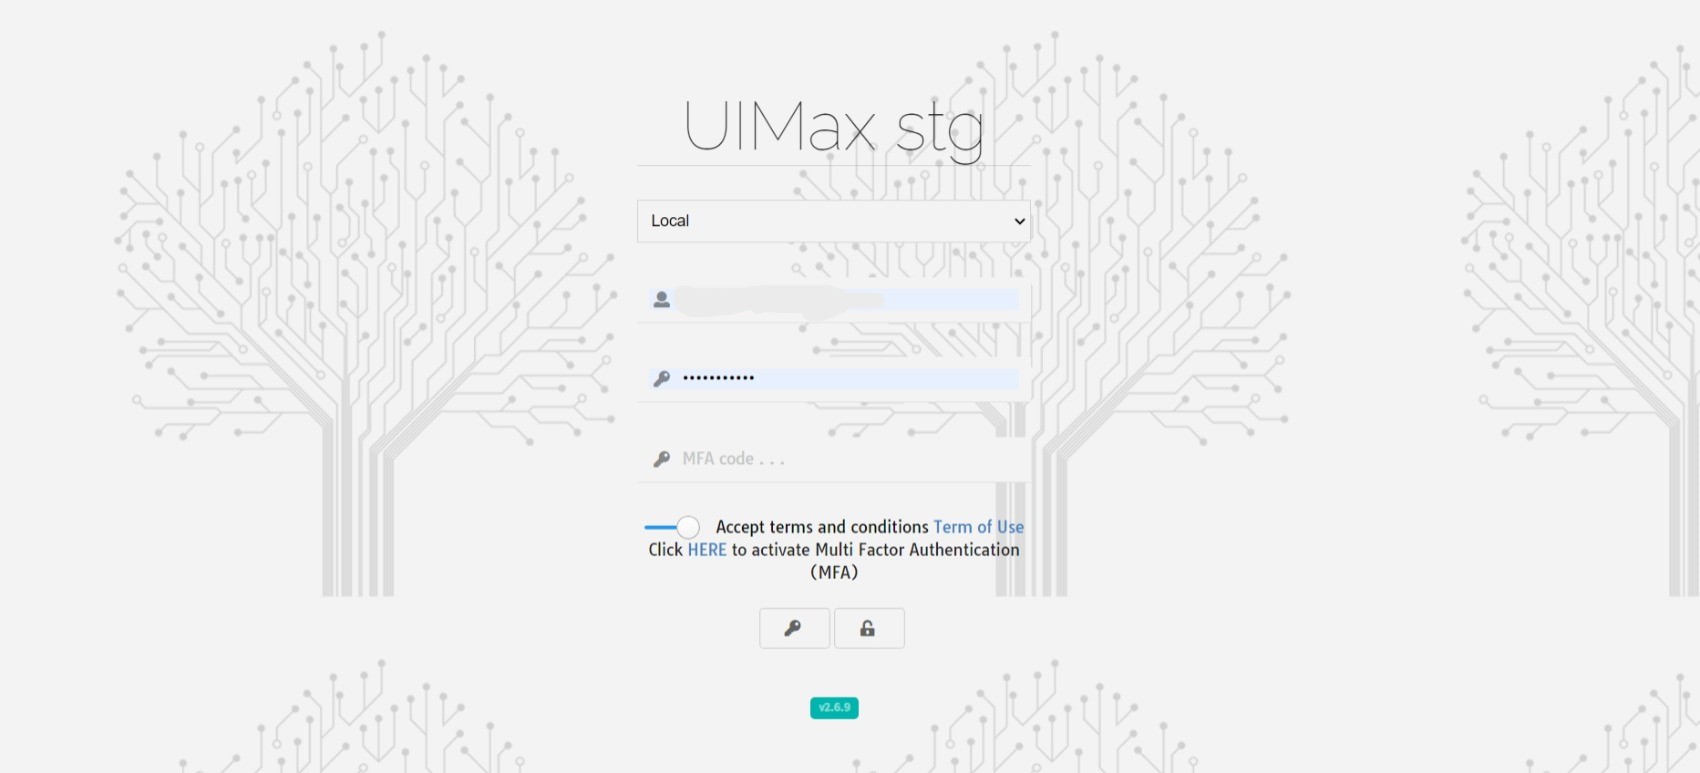 UIMax stg
Local
•••••••••••
MFA code . . .
Accept terms and conditions Term of Use
Click HERE to activate Multi Factor Authentication
(MFA)
v2.6.9